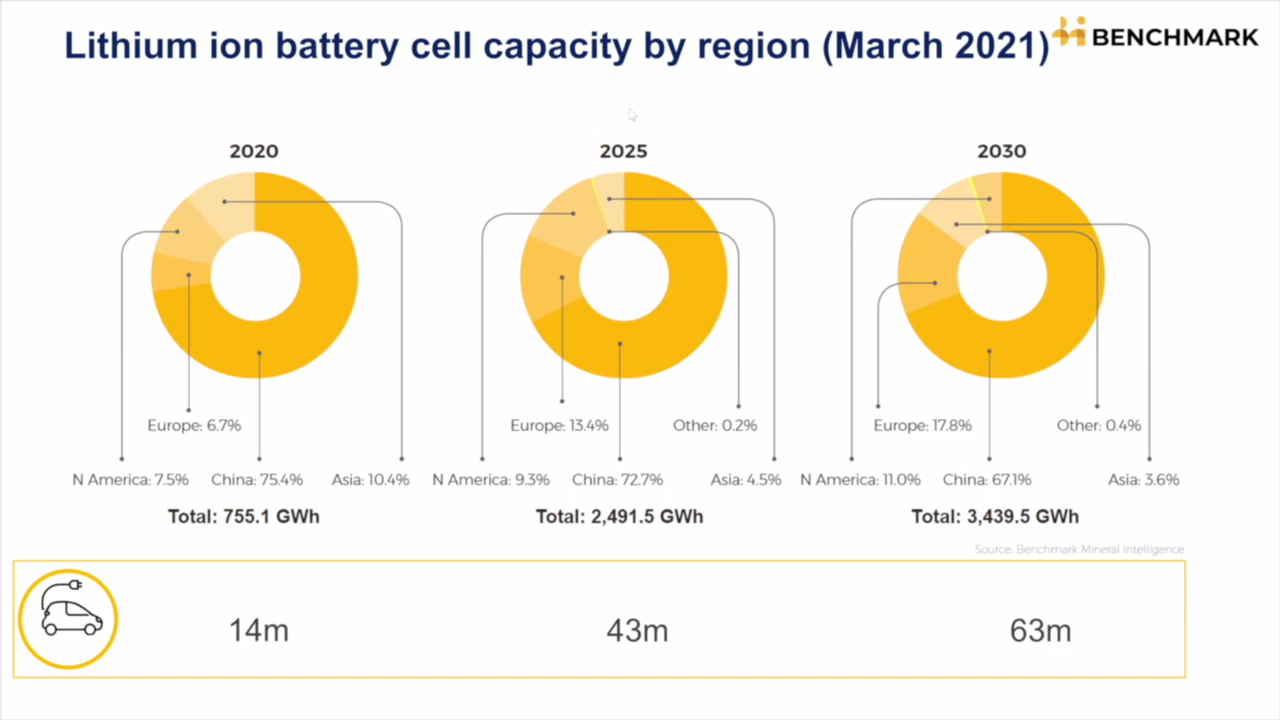 Lithium ion battery cell capacity by region (March 2021)
BENCHMARK
2020
2025
2030
Europe: 6.7%
Europe: 13.4%
Other: 0.2%
Europe: 17.8%
Other: 0.4%
N America: 7.5%
China: 75.4%
Asia: 10.4%
N America: 9.3%
China: 72.7%
Asia: 4.5%
N America: 11.0%
China: 67.1%
Asia: 3.6%
Total: 755.1 GWh
Total: 2,491.5 GWh
Total: 3,439.5 GWh
Source: Benchmark Mineral Intelligence
14m
43m
63m